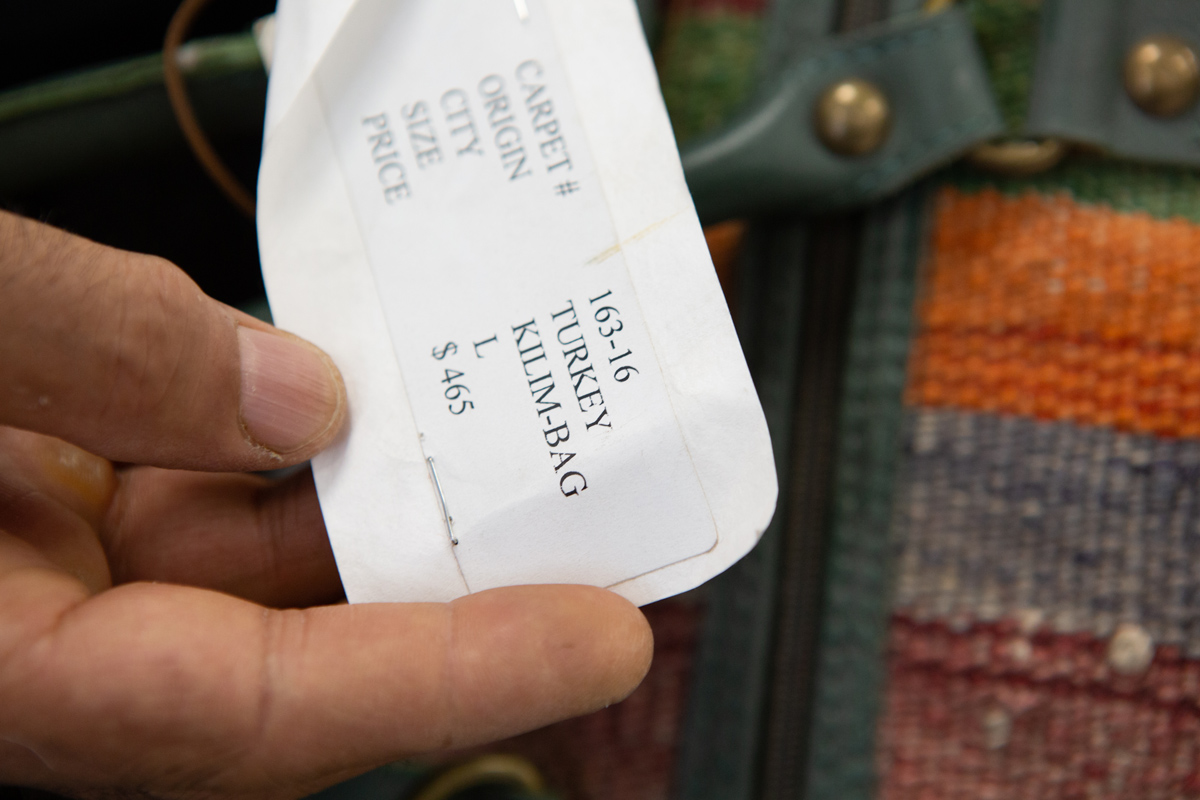 CARPET # 163-16
ORIGIN TURKEY
CITY KILIM-BAG
SIZE L
PRICE $ 465